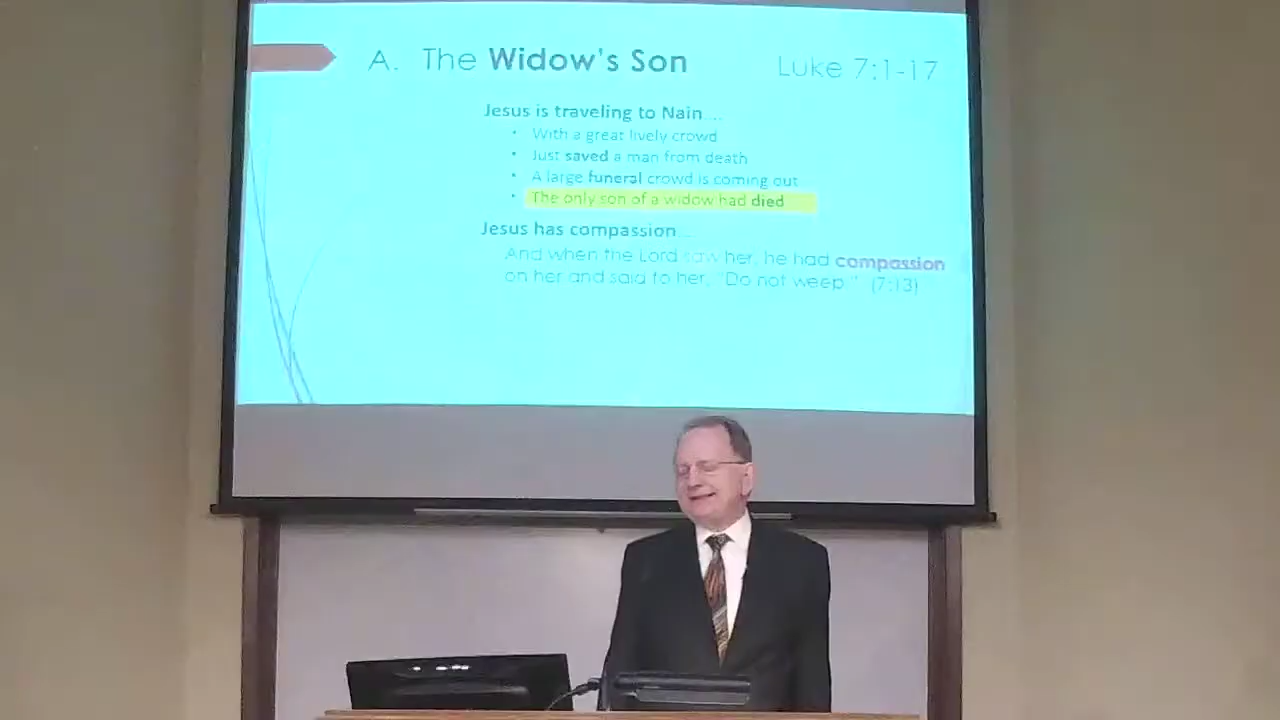 A. The Widow's Son
Luke 7:1-17
Jesus is traveling to Nain....
• With a great lively crowd
• Just saved a man from death
• A large funeral crowd is coming out
• The only son of a widow had died
Jesus has compassion....
And when the Lord saw her, he had compassion
on her and said to her, "Do not weep." (7:13)